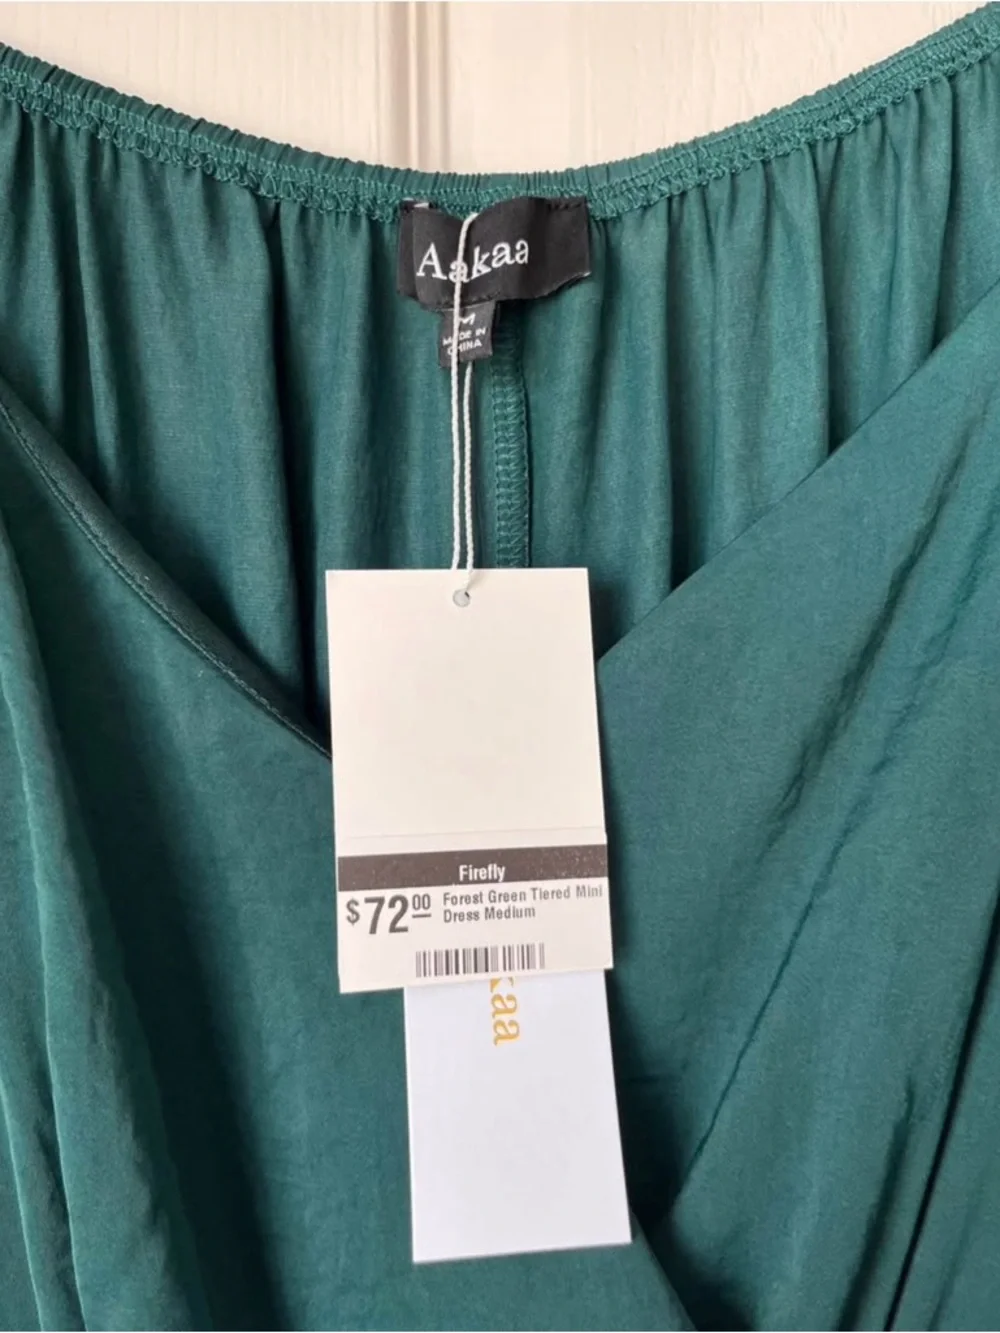 Aakaa
M
MADE IN
CHINA
Firefly
$72.00
Forest Green Tiered Mini
Dress Medium
kaa